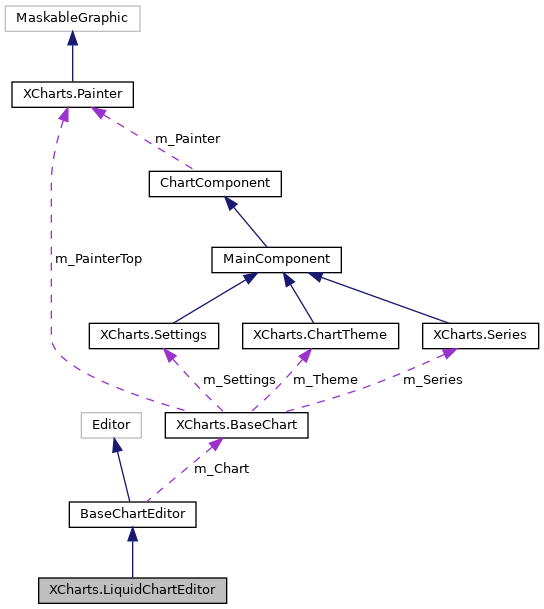 MaskableGraphic
XCharts.Painter
m_Painter
ChartComponent
m_PainterTop
MainComponent
XCharts.Settings
XCharts.ChartTheme
XCharts.Series
m_Settings
m_Theme
m_Series
Editor
XCharts.BaseChart
m_Chart
BaseChartEditor
XCharts.LiquidChartEditor